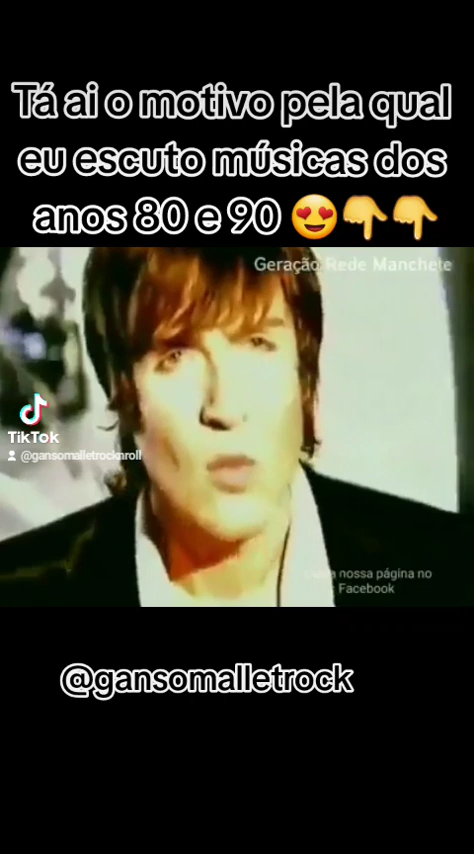 Tá ai o motivo pela qual
eu escuto músicas dos
anos 80 e 90 😍👇👇
Geração Rede Manchete
TikTok
@gansomalletrocknroll
nossa página no
Facebook
@gansomalletrock